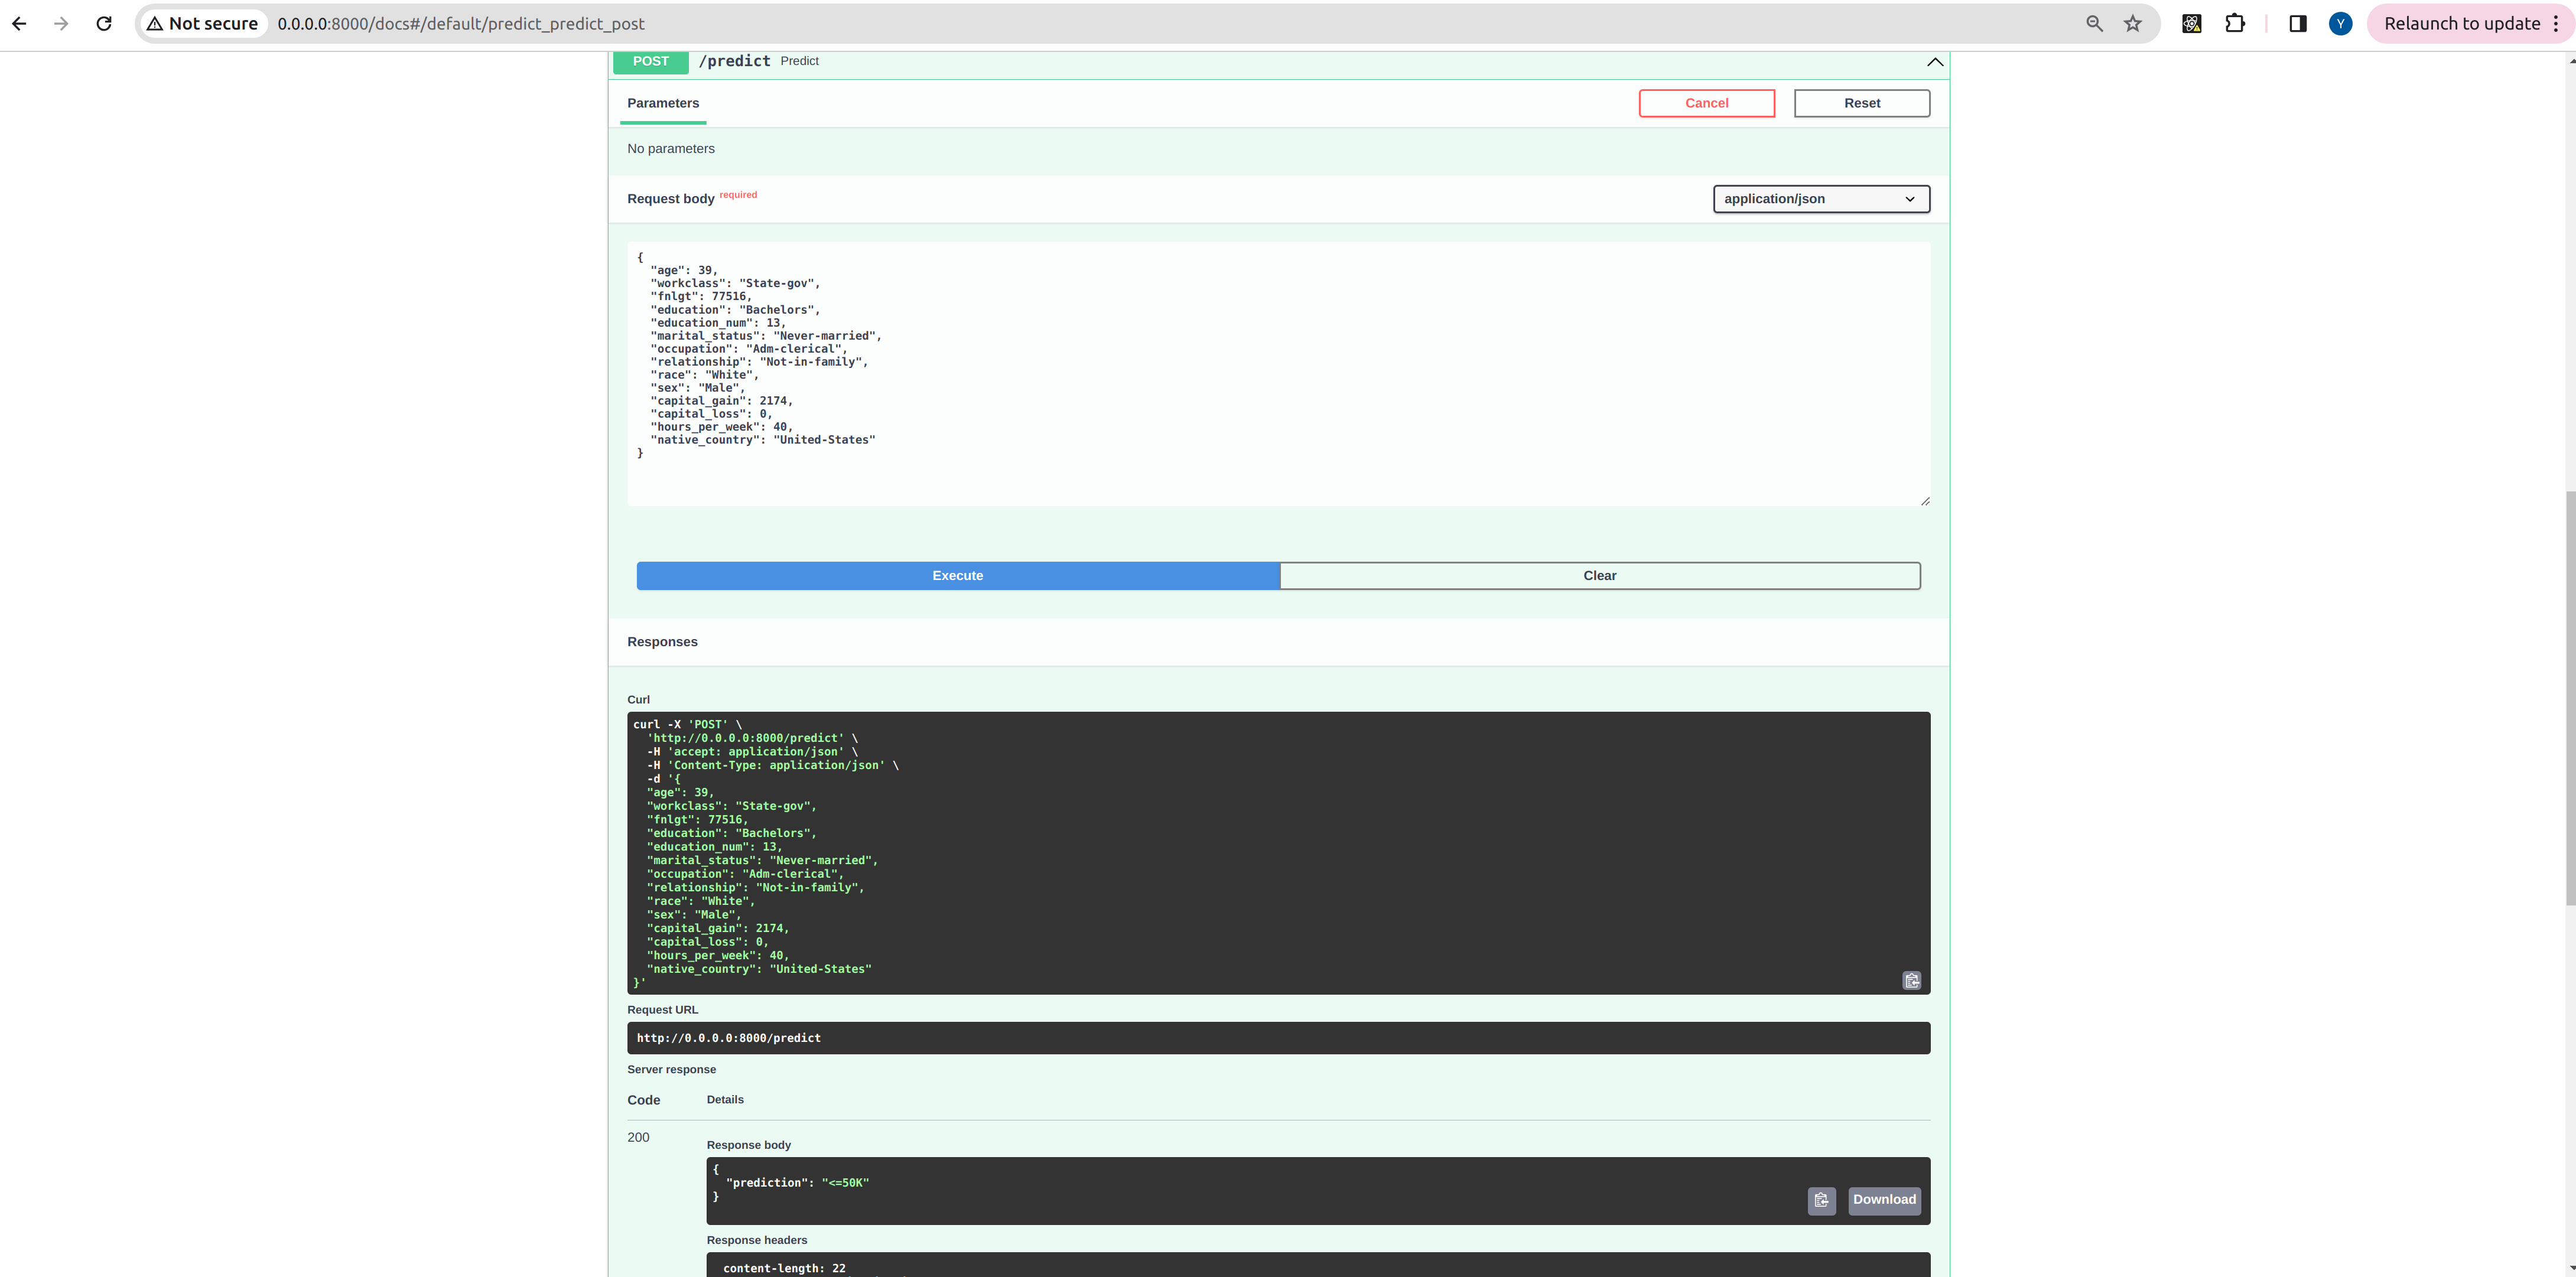 Not secure 0.0.0.0:8000/docs#/default/predict_predict_post Y Relaunch to update
POST /predict Predict
Parameters Cancel Reset
No parameters
Request body required application/json
{
  "age": 39,
  "workclass": "State-gov",
  "fnlgt": 77516,
  "education": "Bachelors",
  "education_num": 13,
  "marital_status": "Never-married",
  "occupation": "Adm-clerical",
  "relationship": "Not-in-family",
  "race": "White",
  "sex": "Male",
  "capital_gain": 2174,
  "capital_loss": 0,
  "hours_per_week": 40,
  "native_country": "United-States"
}
Execute Clear
Responses
Curl
curl -X 'POST' \
  'http://0.0.0.0:8000/predict' \
  -H 'accept: application/json' \
  -H 'Content-Type: application/json' \
  -d '{
  "age": 39,
  "workclass": "State-gov",
  "fnlgt": 77516,
  "education": "Bachelors",
  "education_num": 13,
  "marital_status": "Never-married",
  "occupation": "Adm-clerical",
  "relationship": "Not-in-family",
  "race": "White",
  "sex": "Male",
  "capital_gain": 2174,
  "capital_loss": 0,
  "hours_per_week": 40,
  "native_country": "United-States"
}'
Request URL
http://0.0.0.0:8000/predict
Server response
Code Details
200
Response body
{
  "prediction": "<=50K"
}
Download
Response headers
content-length: 22